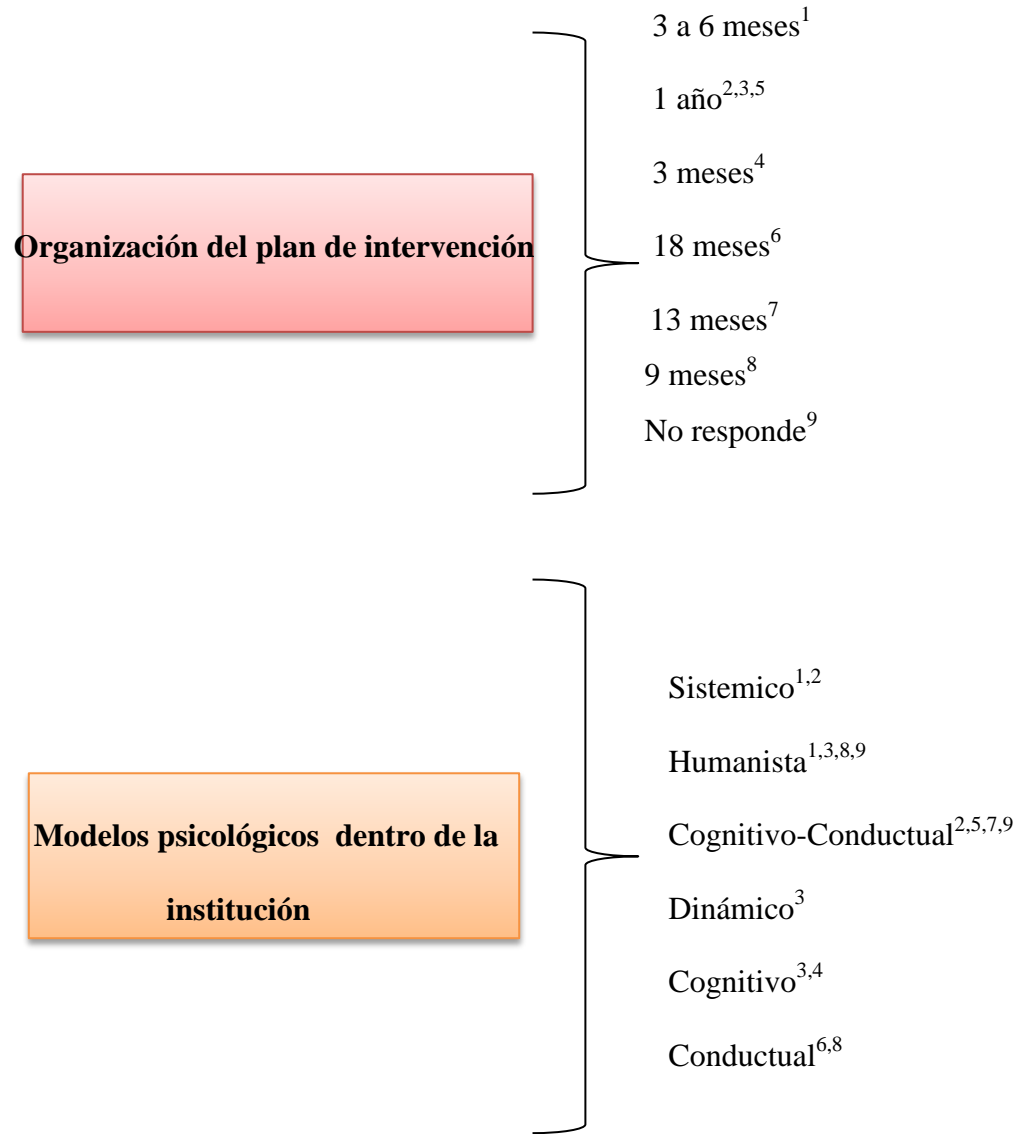 3 a 6 meses1
1 año2,3,5
3 meses4
Organización del plan de intervención
18 meses6
13 meses7
9 meses8
No responde9
Sistemico1,2
Humanista1,3,8,9
Modelos psicológicos dentro de la
institución
Cognitivo-Conductual2,5,7,9
Dinámico3
Cognitivo3,4
Conductual6,8